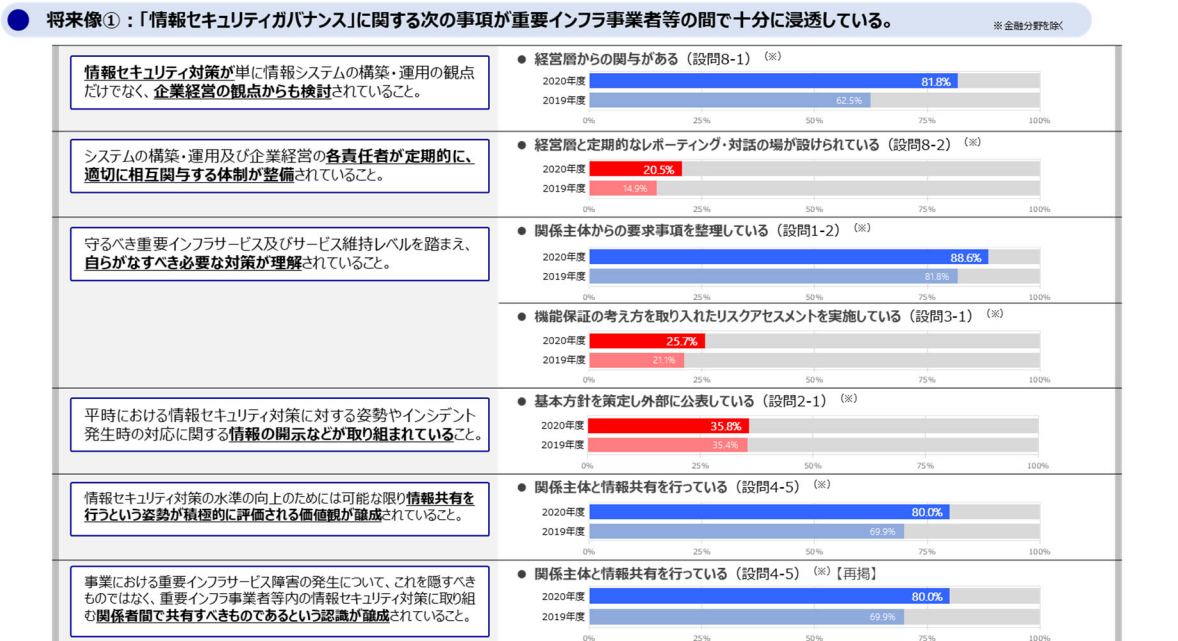 将来像①：「情報セキュリティガバナンス」に関する次の事項が重要インフラ事業者等の間で十分に浸透している。
※金融分野を除く
情報セキュリティ対策が単に情報システムの構築・運用の観点
だけでなく、企業経営の観点からも検討されていること。
● 経営層からの関与がある（設問8-1）（※）
2020年度 81.8%
2019年度 62.5%
0% 25% 50% 75% 100%
システムの構築・運用及び企業経営の各責任者が定期的に、
適切に相互関与する体制が整備されていること。
● 経営層と定期的なレポーティング・対話の場が設けられている（設問8-2）（※）
2020年度 20.5%
2019年度 14.9%
0% 25% 50% 75% 100%
守るべき重要インフラサービス及びサービス維持レベルを踏まえ、
自らがなすべき必要な対策が理解されていること。
● 関係主体からの要求事項を整理している（設問1-2）（※）
2020年度 88.6%
2019年度 81.8%
0% 25% 50% 75% 100%
● 機能保証の考え方を取り入れたリスクアセスメントを実施している（設問3-1）（※）
2020年度 25.7%
2019年度 21.1%
0% 25% 50% 75% 100%
平時における情報セキュリティ対策に対する姿勢やインシデント
発生時の対応に関する情報の開示などが取り組まれていること。
● 基本方針を策定し外部に公表している（設問2-1）（※）
2020年度 35.8%
2019年度 35.4%
0% 25% 50% 75% 100%
情報セキュリティ対策の水準の向上のためには可能な限り情報共有を
行うという姿勢が積極的に評価される価値観が醸成されていること。
● 関係主体と情報共有を行っている（設問4-5）（※）
2020年度 80.0%
2019年度 69.9%
0% 25% 50% 75% 100%
事業における重要インフラサービス障害の発生について、これを隠すべき
ものではなく、重要インフラ事業者等内の情報セキュリティ対策に取り組
む関係者間で共有すべきものであるという認識が醸成されていること。
● 関係主体と情報共有を行っている（設問4-5）（※）【再掲】
2020年度 80.0%
2019年度 69.9%
0% 25% 50% 75% 100%